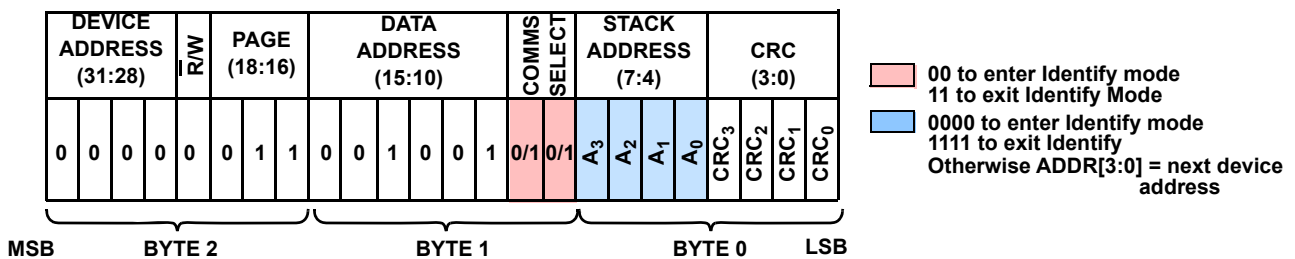 DEVICE ADDRESS (31:28)
R/W
PAGE (18:16)
DATA ADDRESS (15:10)
COMMS SELECT
STACK ADDRESS (7:4)
CRC (3:0)
0 0 0 0 0 0 1 1 0 0 1 0 0 1 0/1 0/1 A3 A2 A1 A0 CRC3 CRC2 CRC1 CRC0
MSB BYTE 2 BYTE 1 BYTE 0 LSB
00 to enter Identify mode
11 to exit Identify Mode
0000 to enter Identify mode
1111 to exit Identify
Otherwise ADDR[3:0] = next device
address